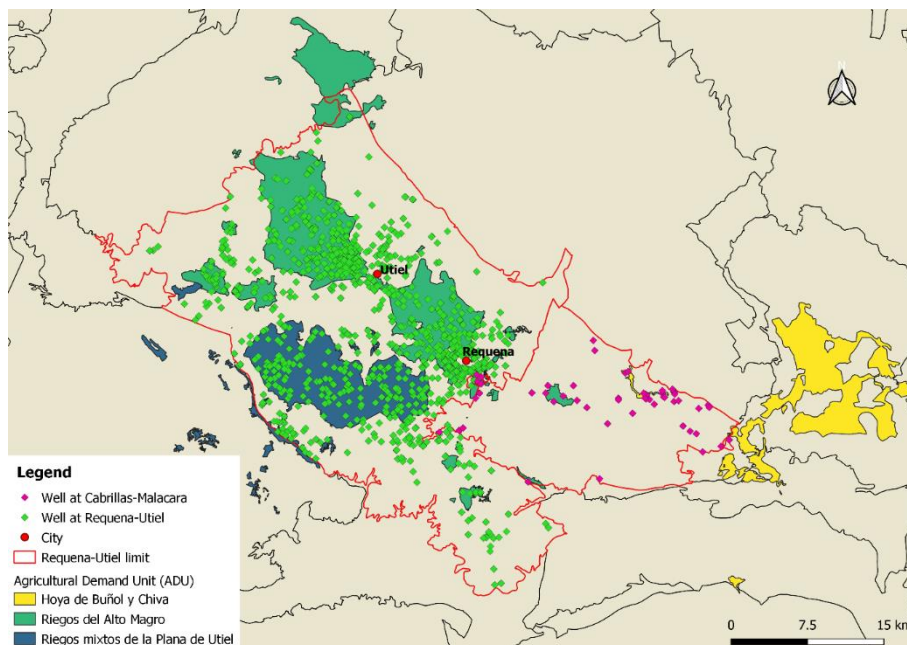 N
Utiel
Requena
Legend
Well at Cabrillas-Malacara
Well at Requena-Utiel
City
Requena-Utiel limit
Agricultural Demand Unit (ADU)
Hoya de Buñol y Chiva
Riegos del Alto Magro
Riegos mixtos de la Plana de Utiel
0 7.5 15 km